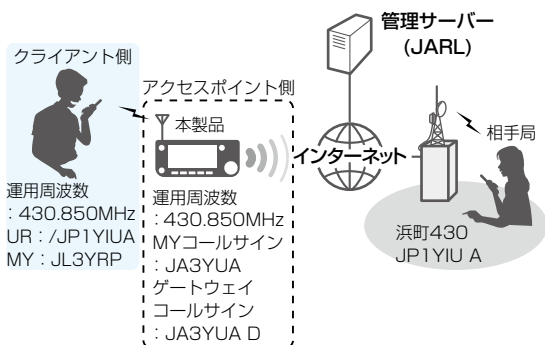 管理サーバー
(JARL)
クライアント側
アクセスポイント側
本製品
相手局
インターネット
運用周波数
:430.850MHz
UR:/JP1YIUA
MY:JL3YRP
運用周波数
:430.850MHz
MYコールサイン
:JA3YUA
ゲートウェイ
コールサイン
:JA3YUA D
浜町430
JP1YIU A